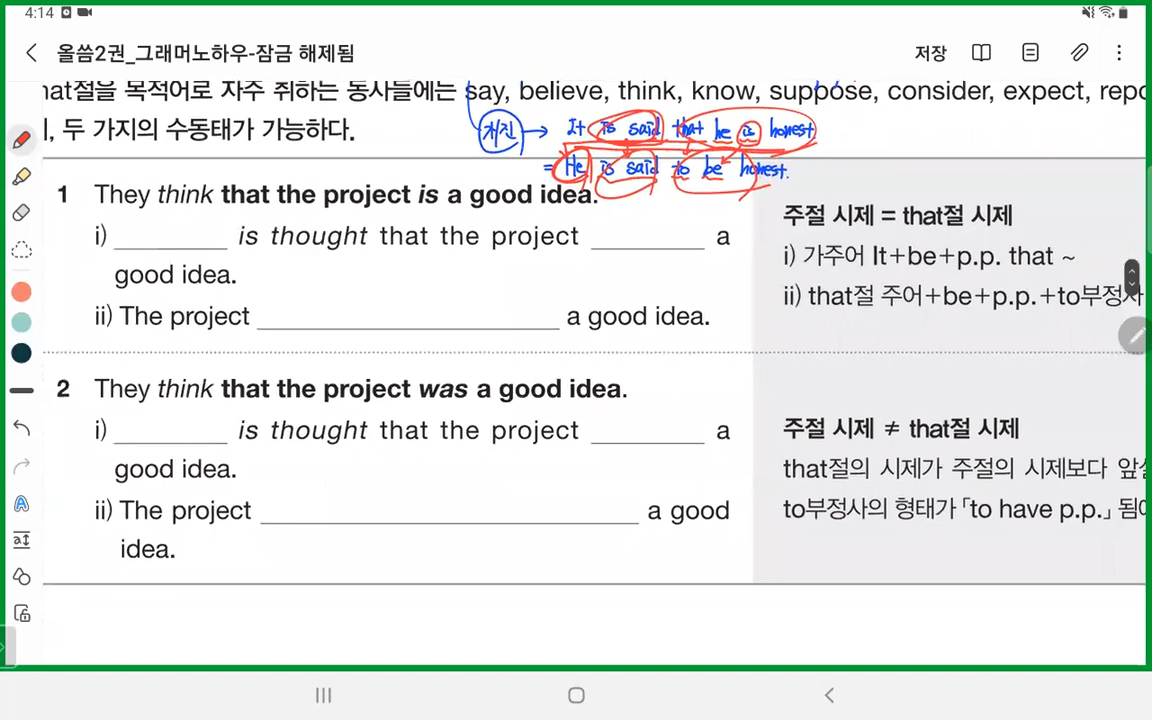 4:14
올씀2권_그래머노하우-잠금 해제됨
저장
hat절을 목적어로 자주 취하는 동사들에는 say, believe, think, know, suppose, consider, expect, repo
, 두 가지의 수동태가 가능하다.
It is said that he is honest
= He is said to be honest.
1 They think that the project is a good idea.
i) ________ is thought that the project ________ a
good idea.
ii) The project ________ a good idea.
주절 시제 = that절 시제
i) 가주어 It+be+p.p. that ~
ii) that절 주어+be+p.p.+to부정사
2 They think that the project was a good idea.
i) ________ is thought that the project ________ a
good idea.
ii) The project ________ a good
idea.
주절 시제 ≠ that절 시제
that절의 시제가 주절의 시제보다
to부정사의 형태가 「to have p.p.」 됨에